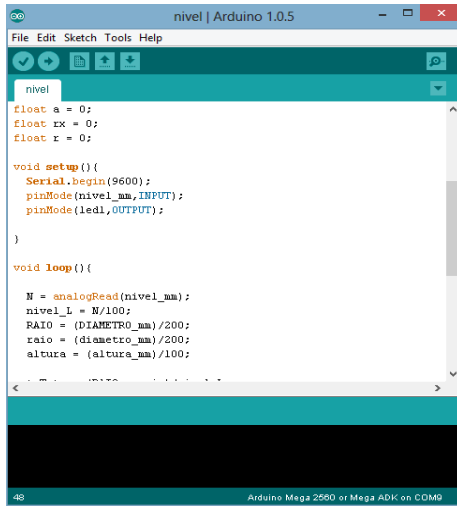 nivel | Arduino 1.0.5
File Edit Sketch Tools Help
nivel
float a = 0;
float rx = 0;
float r = 0;
void setup(){
Serial.begin(9600);
pinMode(nivel_mm,INPUT);
pinMode(led1,OUTPUT);
}
void loop(){
N = analogRead(nivel_mm);
nivel_L = N/100;
RAIO = (DIAMETRO_mm)/200;
raio = (diametro_mm)/200;
altura = (altura_mm)/100;
48
Arduino Mega 2560 or Mega ADK on COM9